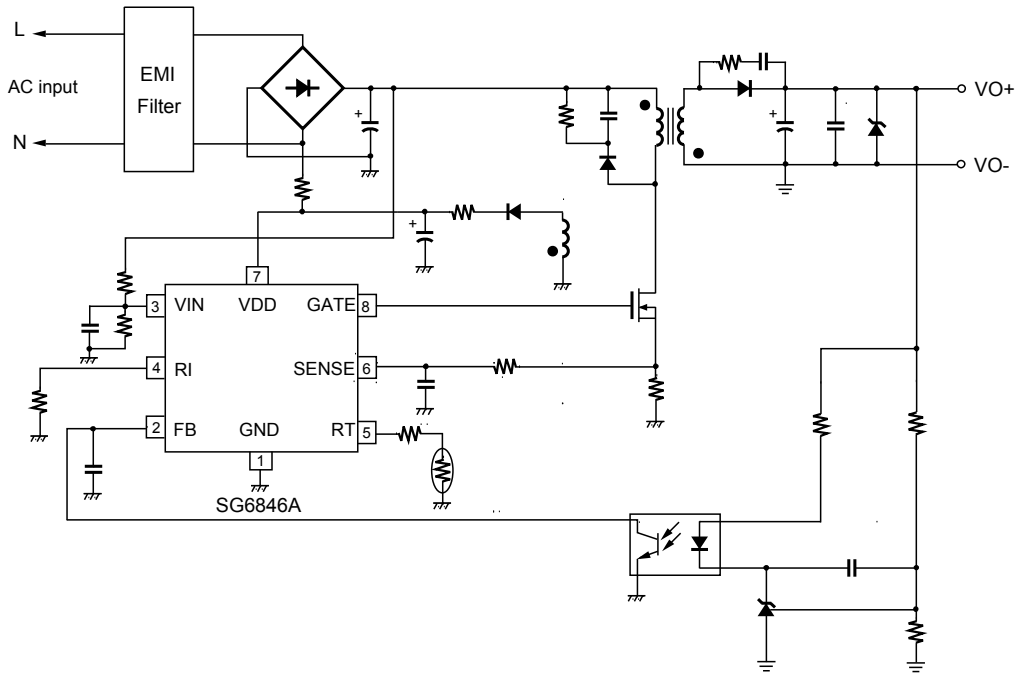 L
AC input
N
EMI
Filter
+
+
+
VO+
VO-
7
3
VIN
VDD
GATE
8
4
RI
SENSE
6
2
FB
GND
RT
5
1
SG6846A